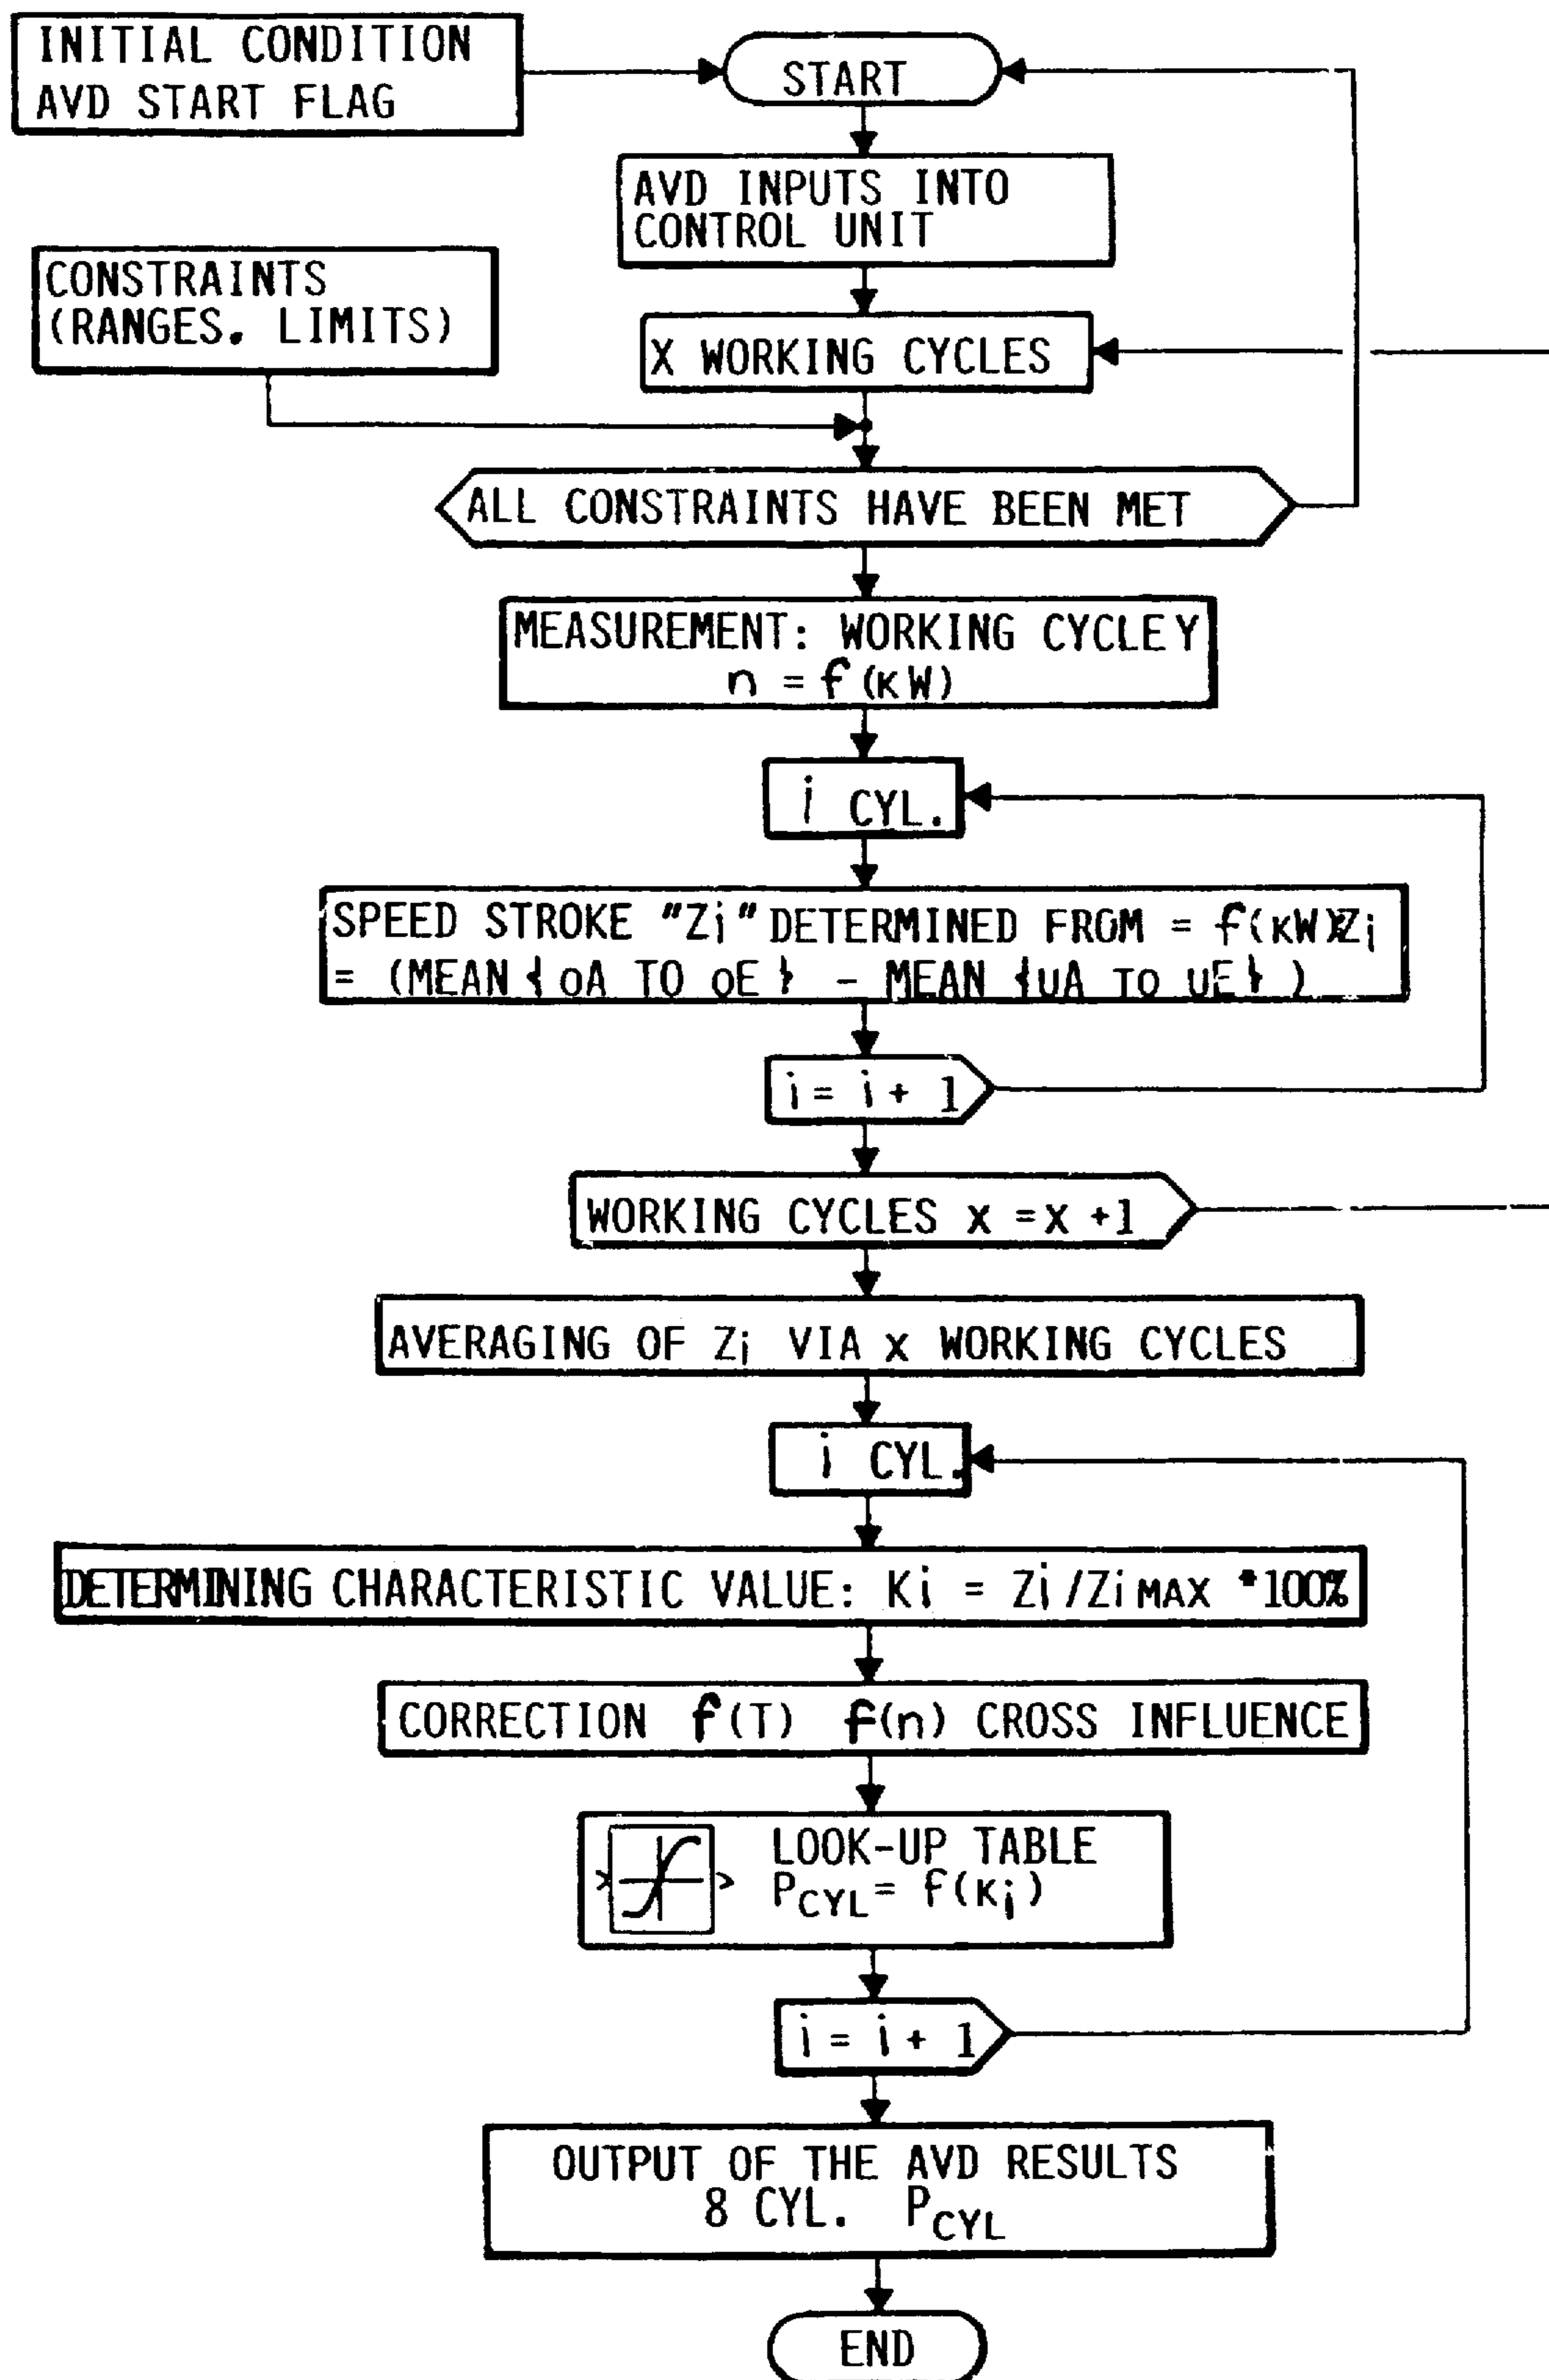 INITIAL CONDITION
AVD START FLAG
START
AVD INPUTS INTO
CONTROL UNIT
CONSTRAINTS
(RANGES. LIMITS)
X WORKING CYCLES
ALL CONSTRAINTS HAVE BEEN MET
MEASUREMENT: WORKING CYCLE Y
n = f (KW)
i CYL.
SPEED STROKE "Zi" DETERMINED FROM = f(KW)Zi
= (MEAN { OA TO OE } - MEAN {UA TO UE} )
i = i + 1
WORKING CYCLES X = X +1
AVERAGING OF Zi VIA X WORKING CYCLES
i CYL.
DETERMINING CHARACTERISTIC VALUE: Ki = Zi /Zi MAX *100%
CORRECTION f(T) f(n) CROSS INFLUENCE
LOOK-UP TABLE
PCYL = f(Ki)
i = i + 1
OUTPUT OF THE AVD RESULTS
8 CYL. PCYL
END